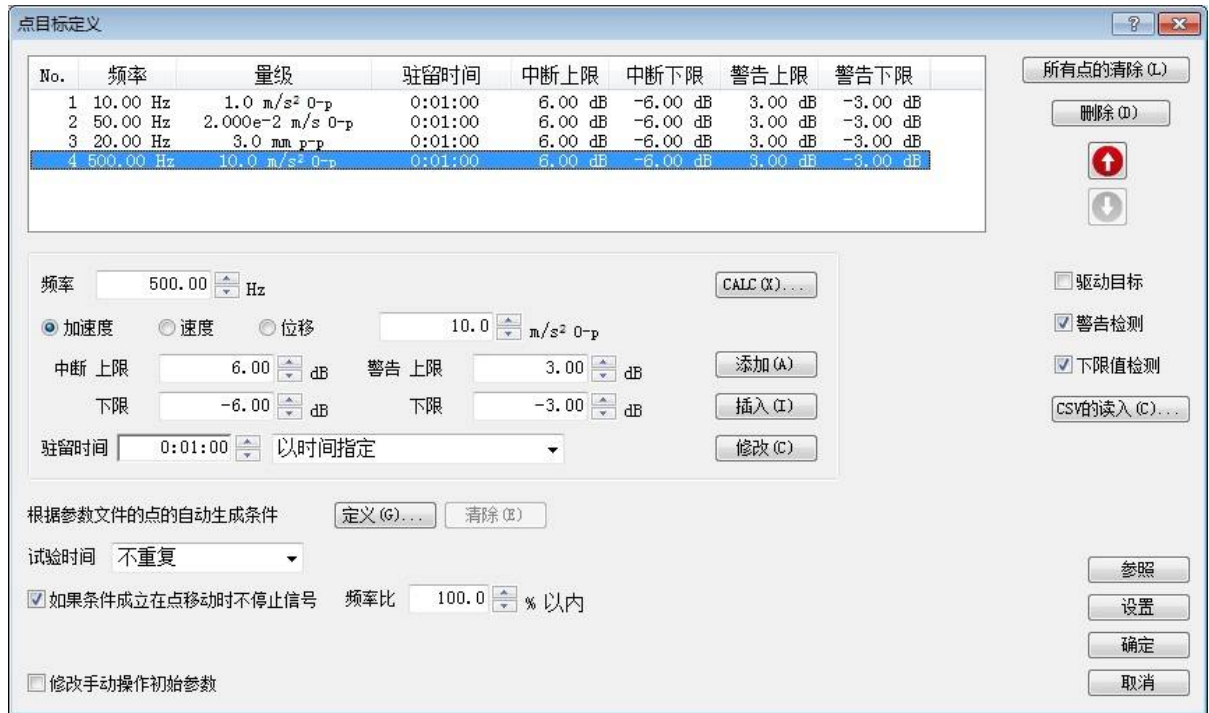 点目标定义
No. 频率 量级 驻留时间 中断上限 中断下限 警告上限 警告下限
1 10.00 Hz 1.0 m/s² 0-p 0:01:00 6.00 dB -6.00 dB 3.00 dB -3.00 dB
2 50.00 Hz 2.000e-2 m/s 0-p 0:01:00 6.00 dB -6.00 dB 3.00 dB -3.00 dB
3 20.00 Hz 3.0 mm p-p 0:01:00 6.00 dB -6.00 dB 3.00 dB -3.00 dB
4 500.00 Hz 10.0 m/s² 0-p 0:01:00 6.00 dB -6.00 dB 3.00 dB -3.00 dB
所有点的清除(L)
删除(D)
频率 500.00 Hz CALC(X)...
加速度 速度 位移 10.0 m/s² 0-p
中断 上限 6.00 dB 警告 上限 3.00 dB 添加(A)
下限 -6.00 dB 下限 -3.00 dB 插入(I)
驻留时间 0:01:00 以时间指定 修改(C)
驱动目标
警告检测
下限值检测
CSV的读入(C)...
根据参数文件的点的自动生成条件 定义(G)... 清除(E)
试验时间 不重复
如果条件成立在点移动时不停止信号 频率比 100.0 % 以内
修改手动操作初始参数
参照
设置
确定
取消